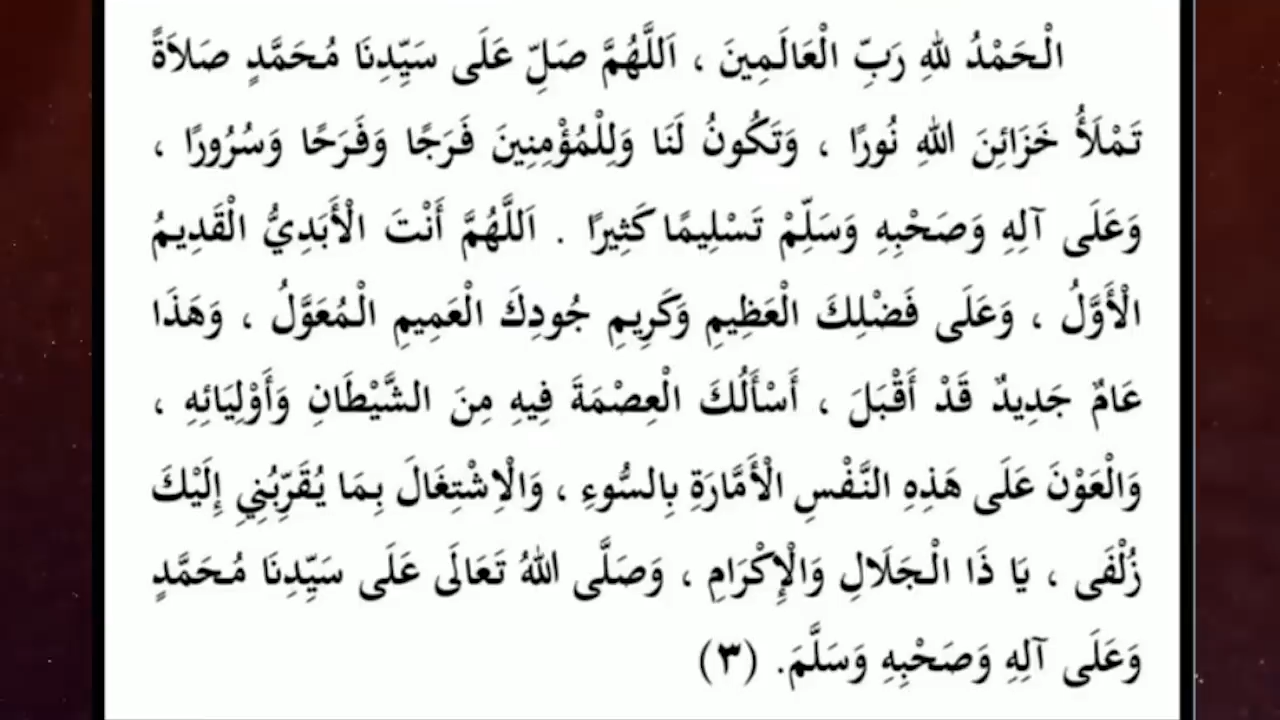 الْحَمْدُ للهِ رَبِّ الْعَالَمِينَ ، اَللَّهُمَّ صَلِّ عَلَى سَيِّدِنَا مُحَمَّدٍ صَلاَةً
تَمْلَأُ خَزَائِنَ اللهِ نُورًا ، وَتَكُونُ لَنَا وَلِلْمُؤْمِنِينَ فَرَجًا وَفَرَحًا وَسُرُورًا ،
وَعَلَى آلِهِ وَصَحْبِهِ وَسَلِّمْ تَسْلِيمًا كَثِيرًا . اَللَّهُمَّ أَنْتَ الْأَبَدِيُّ الْقَدِيمُ
الْأَوَّلُ ، وَعَلَى فَضْلِكَ الْعَظِيمِ وَكَرِيمِ جُودِكَ الْعَمِيمِ الْمُعَوَّلُ ، وَهَذَا
عَامٌ جَدِيدٌ قَدْ أَقْبَلَ ، أَسْأَلُكَ الْعِصْمَةَ فِيهِ مِنَ الشَّيْطَانِ وَأَوْلِيَائِهِ ،
وَالْعَوْنَ عَلَى هَذِهِ النَّفْسِ الْأَمَّارَةِ بِالسُّوءِ ، وَالْاِشْتِغَالَ بِمَا يُقَرِّبُنِي إِلَيْكَ
زُلْفَى ، يَا ذَا الْجَلَالِ وَالْإِكْرَامِ ، وَصَلَّى اللهُ تَعَالَى عَلَى سَيِّدِنَا مُحَمَّدٍ
وَعَلَى آلِهِ وَصَحْبِهِ وَسَلَّمَ. (٣)